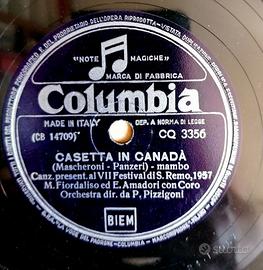 "NOTE MAGICHE"
MARCA DI FABBRICA
Columbia
MADE IN ITALY DEP. A NORMA DI LEGGE
(CB 14709) CQ 3356
CASETTA IN CANADÀ
(Mascheroni - Panzeri) - mambo
Canz. present. al VII Festival di S. Remo, 1957
M. Fiordaliso ed E. Amadori con Coro
Orchestra dir. da P. Pizzigoni
BIEM
subito